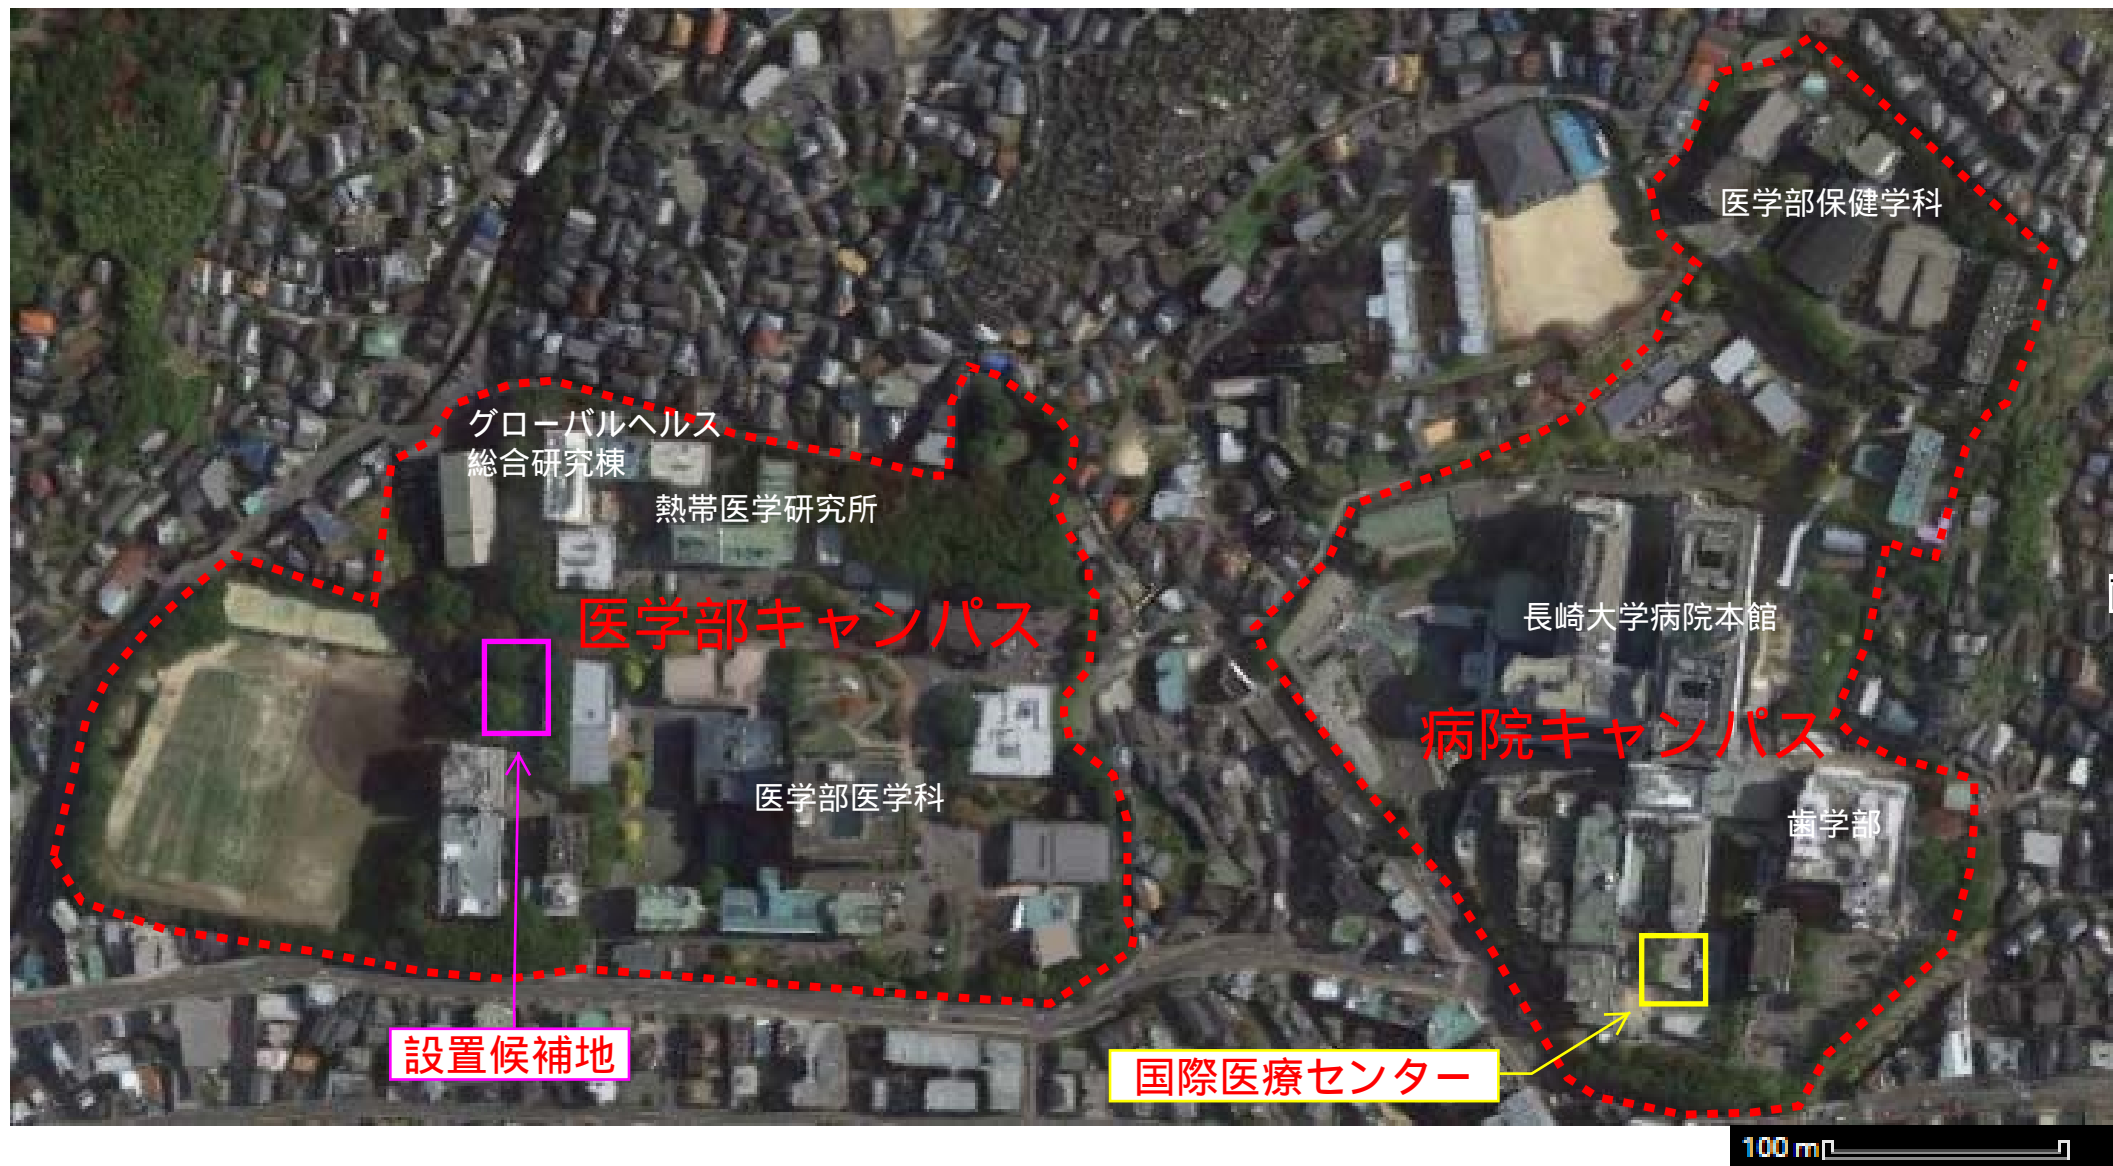 医学部保健学科
グローバルヘルス
総合研究棟
熱帯医学研究所
医学部キャンパス
長崎大学病院本館
病院キャンパス
医学部医学科
歯学部
設置候補地
国際医療センター
100 m